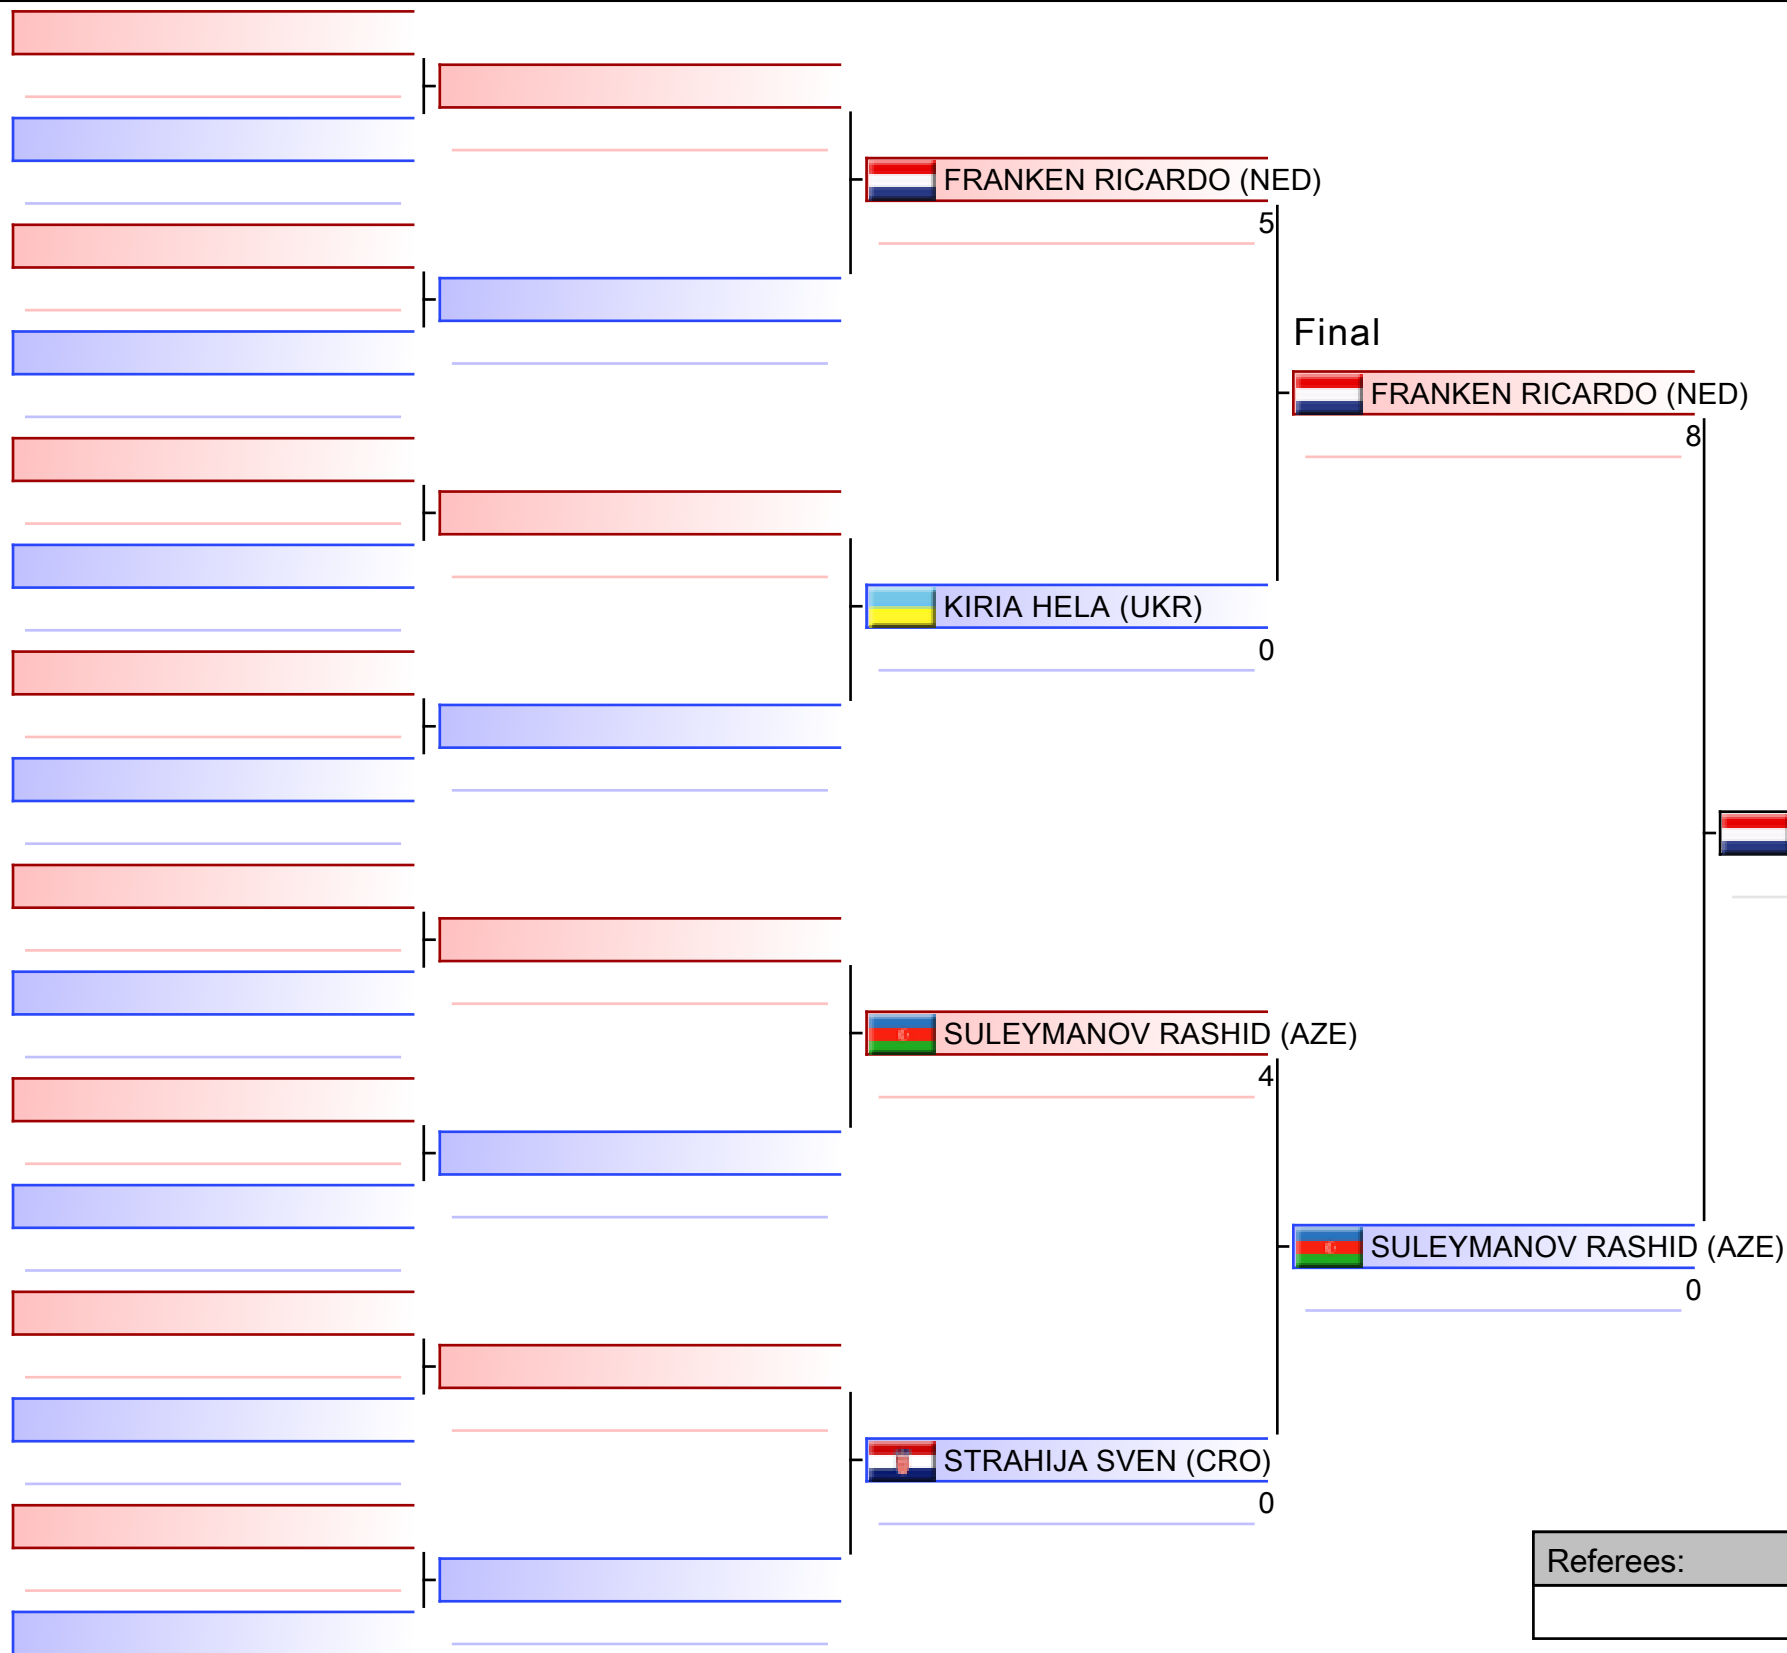 FRANKEN RICARDO (NED)
5
Final
FRANKEN RICARDO (NED)
8
KIRIA HELA (UKR)
0
SULEYMANOV RASHID (AZE)
4
SULEYMANOV RASHID (AZE)
0
STRAHIJA SVEN (CRO)
0
Referees: